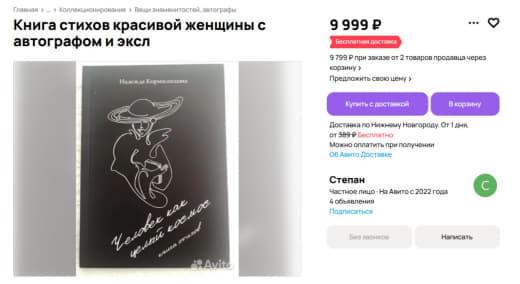 Главная > ... > Коллекционирование > Вещи знаменитостей, автографы
Книга стихов красивой женщины с
автографом и эксл
9 999 ₽
Бесплатная доставка
9 799 ₽ при заказе от 2 товаров продавца через
корзину >
Предложить свою цену >
Купить с доставкой
В корзину
Доставка по Нижнему Новгороду. От 1 дня,
от 389 ₽ Бесплатно
Можно оплатить при получении
Об Авито Доставке
Степан
Частное лицо · На Авито с 2022 года
4 объявления
Подписаться
С
Без звонков
Написать
Надежда
Человек как
целый космос
книга стихов
Avito